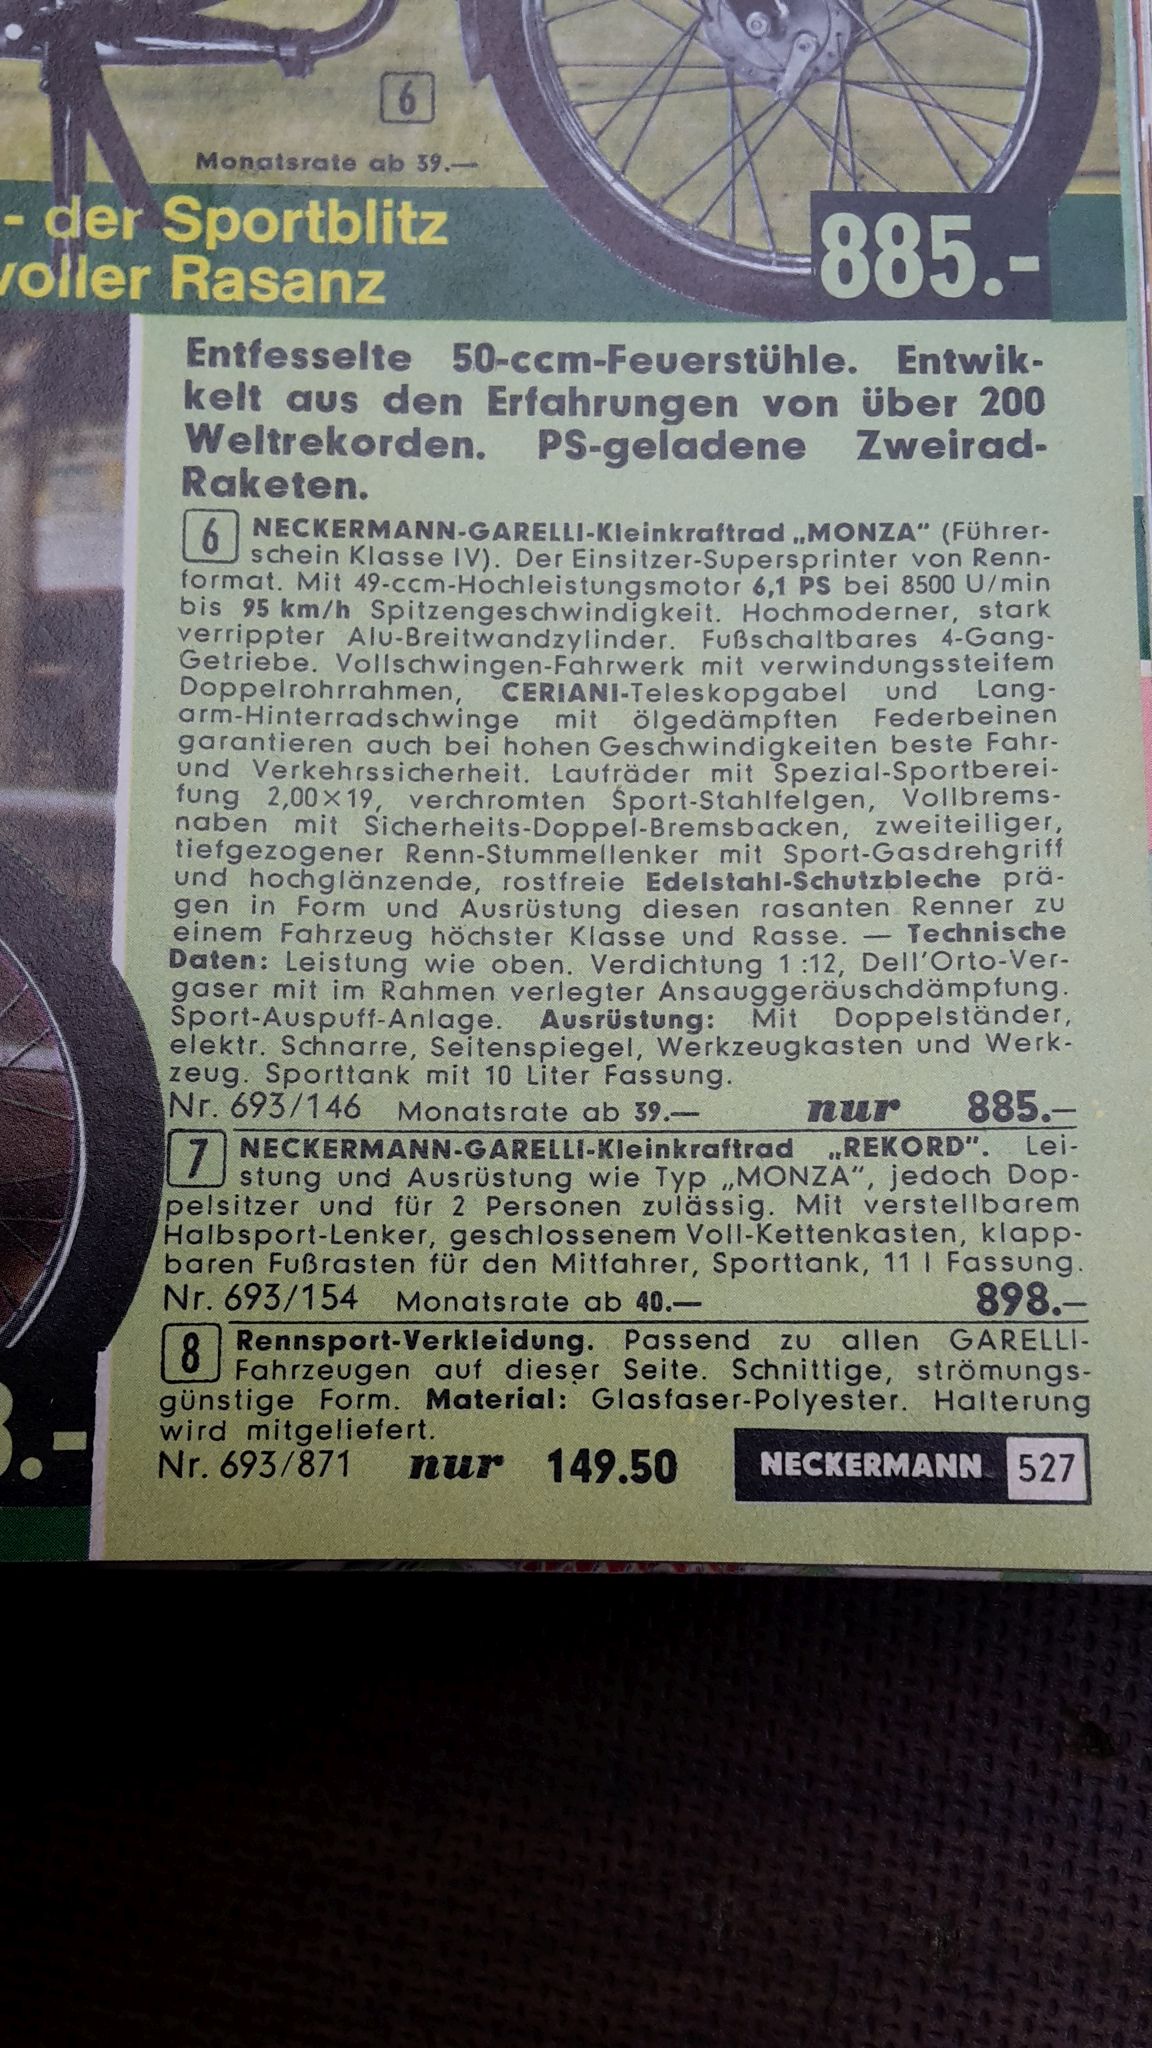 6
Monatsrate ab 39.—
- der Sportblitz
voller Rasanz
885.-
Entfesselte 50-ccm-Feuerstühle. Entwik-
kelt aus den Erfahrungen von über 200
Weltrekorden. PS-geladene Zweirad-
Raketen.
6 NECKERMANN-GARELLI-Kleinkraftrad „MONZA" (Führer-
schein Klasse IV). Der Einsitzer-Supersprinter von Renn-
format. Mit 49-ccm-Hochleistungsmotor 6,1 PS bei 8500 U/min
bis 95 km/h Spitzengeschwindigkeit. Hochmoderner, stark
verrippter Alu-Breitwandzylinder. Fußschaltbares 4-Gang-
Getriebe. Vollschwingen-Fahrwerk mit verwindungssteifem
Doppelrohrrahmen, CERIANI-Teleskopgabel und Lang-
arm-Hinterradschwinge mit ölgedämpften Federbeinen
garantieren auch bei hohen Geschwindigkeiten beste Fahr-
und Verkehrssicherheit. Laufräder mit Spezial-Sportberei-
fung 2,00×19, verchromten Sport-Stahlfelgen, Vollbrems-
naben mit Sicherheits-Doppel-Bremsbacken, zweiteiliger,
tiefgezogener Renn-Stummellenker mit Sport-Gasdrehgriff
und hochglänzende, rostfreie Edelstahl-Schutzbleche prä-
gen in Form und Ausrüstung diesen rasanten Renner zu
einem Fahrzeug höchster Klasse und Rasse. — Technische
Daten: Leistung wie oben. Verdichtung 1:12, Dell'Orto-Ver-
gaser mit im Rahmen verlegter Ansauggeräuschdämpfung.
Sport-Auspuff-Anlage. Ausrüstung: Mit Doppelständer,
elektr. Schnarre, Seitenspiegel, Werkzeugkasten und Werk-
zeug. Sporttank mit 10 Liter Fassung.
Nr. 693/146 Monatsrate ab 39.— nur 885.—
7 NECKERMANN-GARELLI-Kleinkraftrad „REKORD". Lei-
stung und Ausrüstung wie Typ „MONZA", jedoch Dop-
pelsitzer und für 2 Personen zulässig. Mit verstellbarem
Halbsport-Lenker, geschlossenem Voll-Kettenkasten, klapp-
baren Fußrasten für den Mitfahrer, Sporttank, 11 l Fassung.
Nr. 693/154 Monatsrate ab 40.— 898.—
8 Rennsport-Verkleidung. Passend zu allen GARELLI-
Fahrzeugen auf dieser Seite. Schnittige, strömungs-
günstige Form. Material: Glasfaser-Polyester. Halterung
wird mitgeliefert.
Nr. 693/871 nur 149.50
NECKERMANN 527